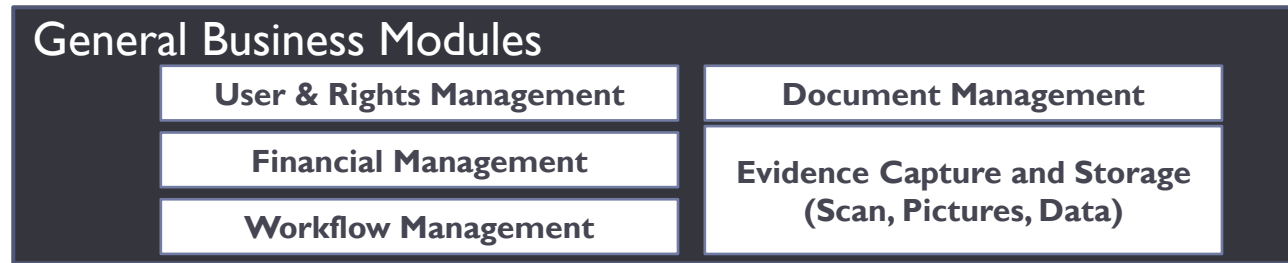 General Business Modules
User & Rights Management
Document Management
Financial Management
Evidence Capture and Storage
(Scan, Pictures, Data)
Workflow Management